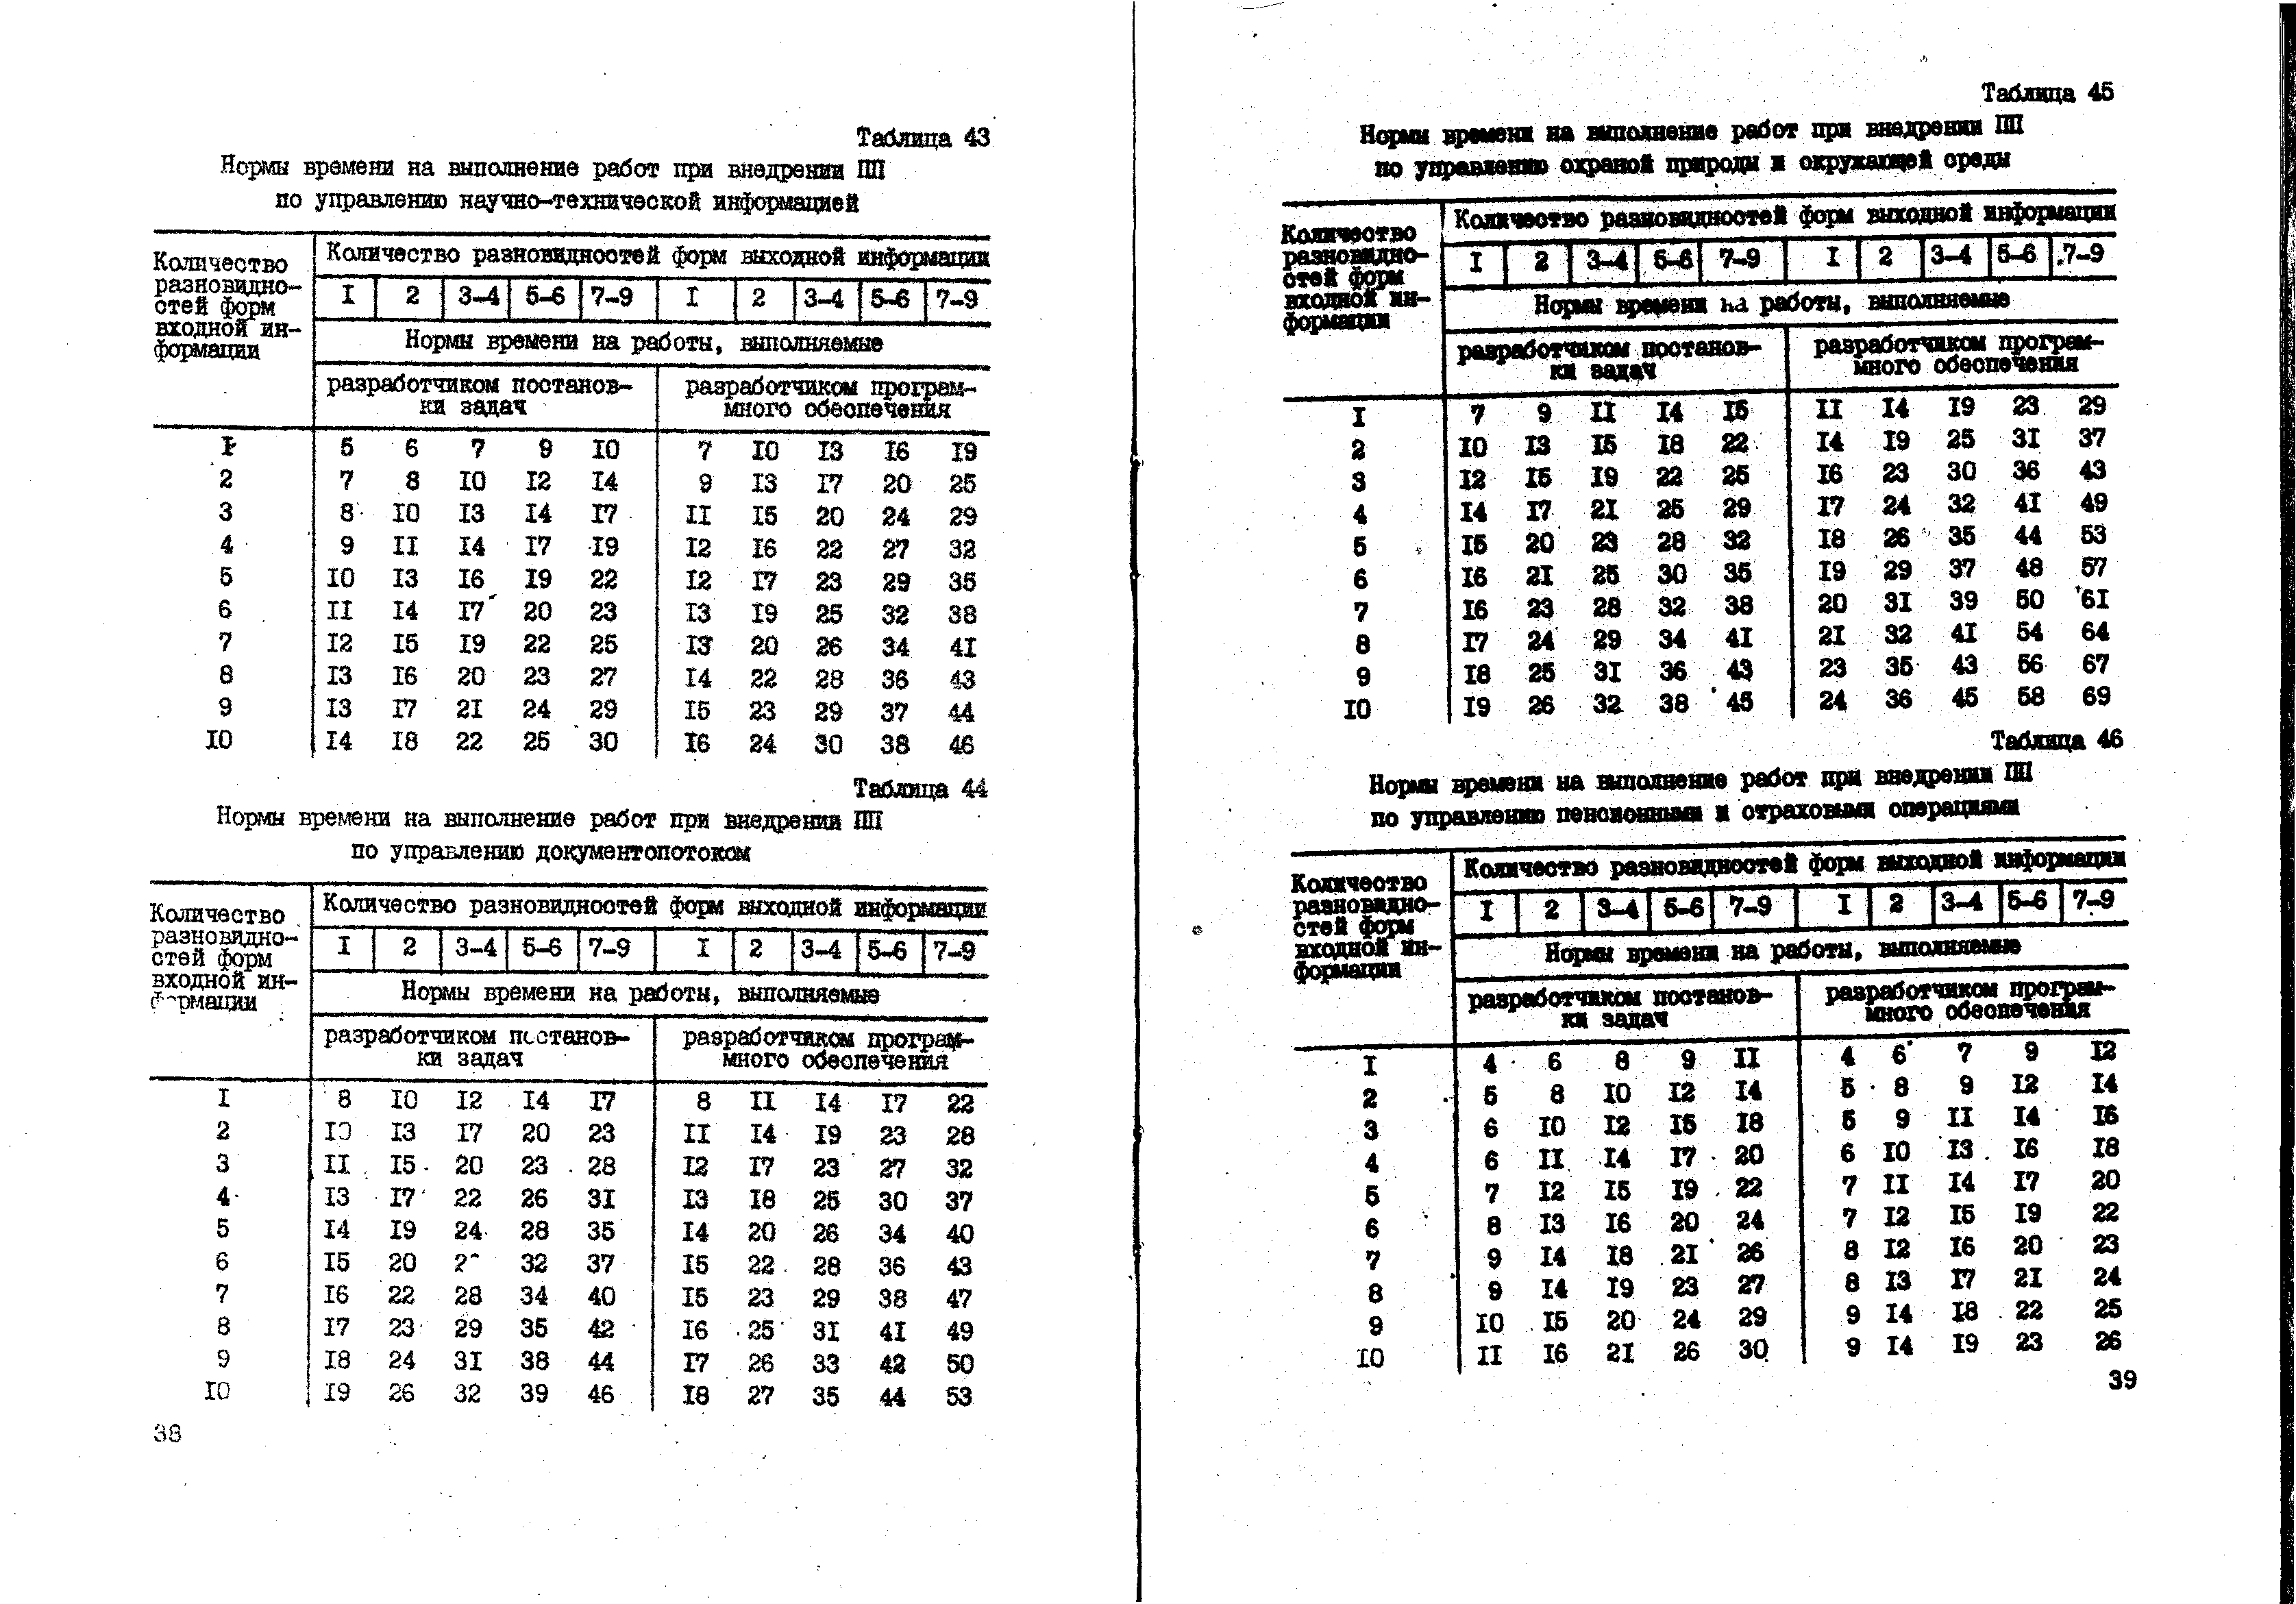 Таблица 43
Нормы времени на выполнение работ при внедрении ПП
по управлению научно-технической информацией
Количество разновидностей форм выходной информации
Количество
разновидно-
стей форм
входной ин-
формации
I 2 3-4 5-6 7-9 I 2 3-4 5-6 7-9
Нормы времени на работы, выполняемые
разработчиком постанов-
ки задач
разработчиком програм-
много обеспечения
I 5 6 7 9 I0 7 I0 I3 I6 I9
2 7 8 I0 I2 I4 9 I3 I7 20 25
3 8 I0 I3 I4 I7 II I5 20 24 29
4 9 II I4 I7 I9 I2 I6 22 27 32
5 I0 I3 I6 I9 22 I2 I7 23 29 35
6 II I4 I7 20 23 I3 I9 25 32 38
7 I2 I5 I9 22 25 I3 20 26 34 4I
8 I3 I6 20 23 27 I4 22 28 36 43
9 I3 I7 2I 24 29 I5 23 29 37 44
I0 I4 I8 22 25 30 I6 24 30 38 46
Таблица 44
Нормы времени на выполнение работ при внедрении ПП
по управлению документопотоком
Количество разновидностей форм выходной информации
Количество
разновидно-
стей форм
входной ин-
формации
I 2 3-4 5-6 7-9 I 2 3-4 5-6 7-9
Нормы времени на работы, выполняемые
разработчиком постанов-
ки задач
разработчиком програм-
много обеспечения
I 8 I0 I2 I4 I7 8 II I4 I7 22
2 I0 I3 I7 20 23 II I4 I9 23 28
3 II I5 20 23 28 I2 I7 23 27 32
4 I3 I7 22 26 3I I3 I8 25 30 37
5 I4 I9 24 28 35 I4 20 26 34 40
6 I5 20 32 37 I5 22 28 36 43
7 I6 22 28 34 40 I5 23 29 38 47
8 I7 23 29 35 42 I6 25 3I 4I 49
9 I8 24 3I 38 44 I7 26 33 42 50
I0 I9 26 32 39 46 I8 27 35 44 53
38
Таблица 45
Нормы времени на выполнение работ при внедрении ПП
по управлению охраной природы и окружающей среды
Количество разновидностей форм выходной информации
Количество
разновидно-
стей форм
входной ин-
формации
I 2 3-4 5-6 7-9 I 2 3-4 5-6 7-9
Нормы времени на работы, выполняемые
разработчиком постанов-
ки задач
разработчиком програм-
много обеспечения
I 7 9 II I4 I5 II I4 I9 23 29
2 I0 I3 I5 I8 22 I4 I9 25 3I 37
3 I2 I5 I9 22 25 I6 23 30 36 43
4 I4 I7 2I 25 29 I7 24 32 4I 49
5 I5 20 23 28 32 I8 26 35 44 53
6 I6 2I 25 30 35 I9 29 37 48 57
7 I6 23 28 32 38 20 3I 39 50 6I
8 I7 24 29 34 4I 2I 32 4I 54 64
9 I8 25 3I 36 43 23 35 43 56 67
I0 I9 26 32 38 45 24 36 45 58 69
Таблица 46
Нормы времени на выполнение работ при внедрении ПП
по управлению пенсионными и страховыми операциями
Количество разновидностей форм выходной информации
Количество
разновидно-
стей форм
входной ин-
формации
I 2 3-4 5-6 7-9 I 2 3-4 5-6 7-9
Нормы времени на работы, выполняемые
разработчиком постанов-
ки задач
разработчиком програм-
много обеспечения
I 4 6 8 9 II 4 6 7 9 I2
2 5 8 I0 I2 I4 5 8 9 I2 I4
3 6 I0 I2 I5 I8 5 9 II I4 I6
4 6 II I4 I7 20 6 I0 I3 I6 I8
5 7 I2 I5 I9 22 7 II I4 I7 20
6 8 I3 I6 20 24 7 I2 I5 I9 22
7 9 I4 I8 2I 26 8 I2 I6 20 23
8 9 I4 I9 23 27 8 I3 I7 2I 24
9 I0 I5 20 24 29 9 I4 I8 22 25
I0 II I6 2I 26 30 9 I4 I9 23 26
39